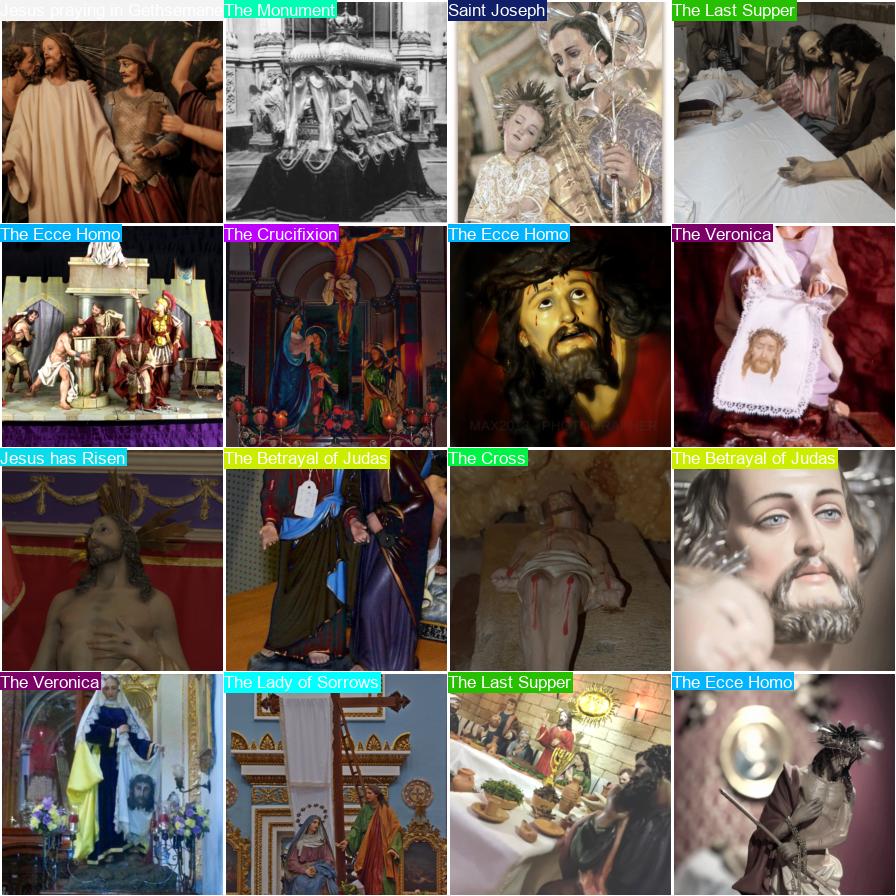 Jesus praying in Gethsemane
The Monument
Saint Joseph
The Last Supper
The Ecce Homo
The Crucifixion
The Ecce Homo
The Veronica
Jesus has Risen
The Betrayal of Judas
The Cross
The Betrayal of Judas
The Veronica
The Lady of Sorrows
The Last Supper
The Ecce Homo